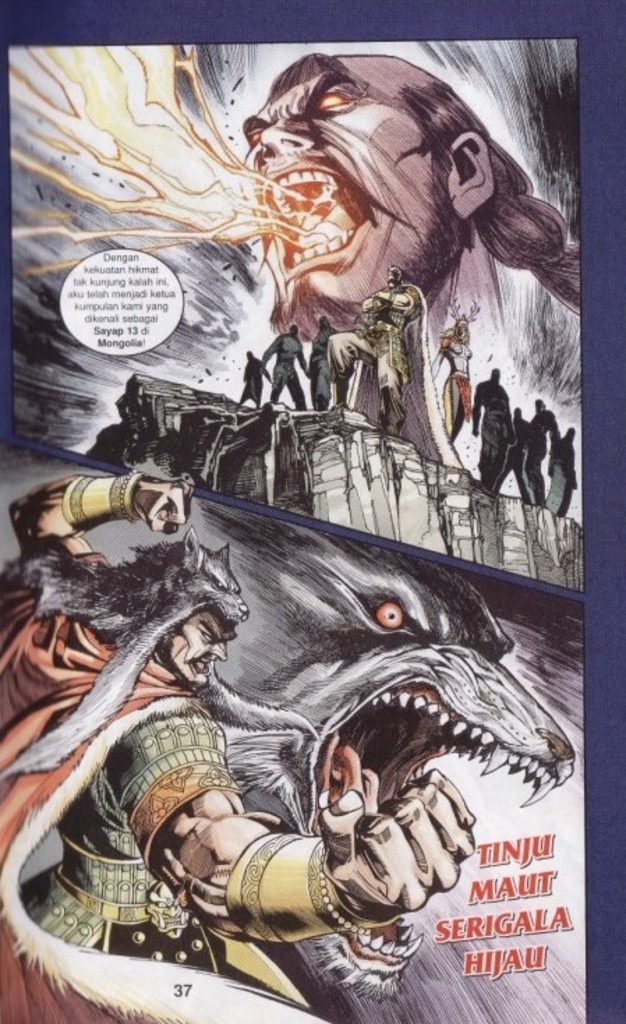 Dengan
kekuatan hikmat
tak kunjung kalah ini,
aku telah menjadi ketua
kumpulan kami yang
dikenali sebagai
Sayap 13 di
Mongolia!
TINJU
MAUT
SERIGALA
HIJAU
37